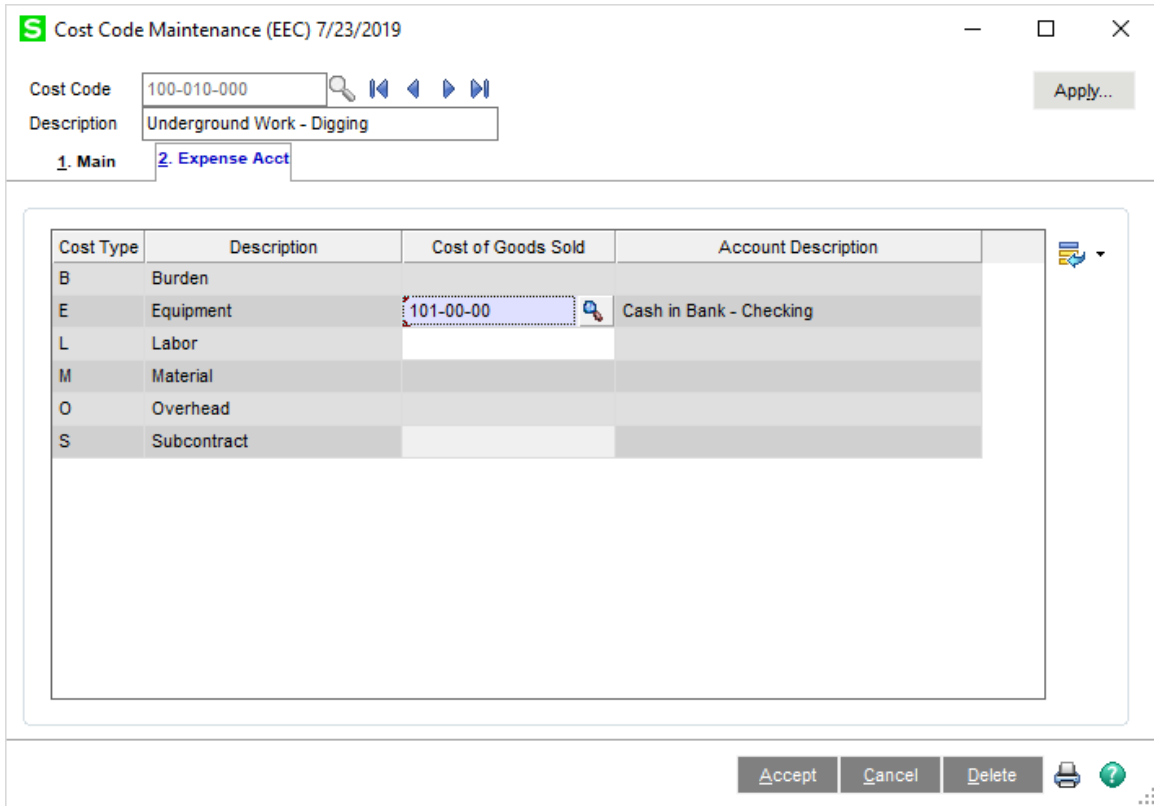 S Cost Code Maintenance (EEC) 7/23/2019
Cost Code 100-010-000 Apply...
Description Underground Work - Digging
1. Main 2. Expense Acct
Cost Type Description Cost of Goods Sold Account Description
B Burden
E Equipment 101-00-00 Cash in Bank - Checking
L Labor
M Material
O Overhead
S Subcontract
Accept Cancel Delete ?